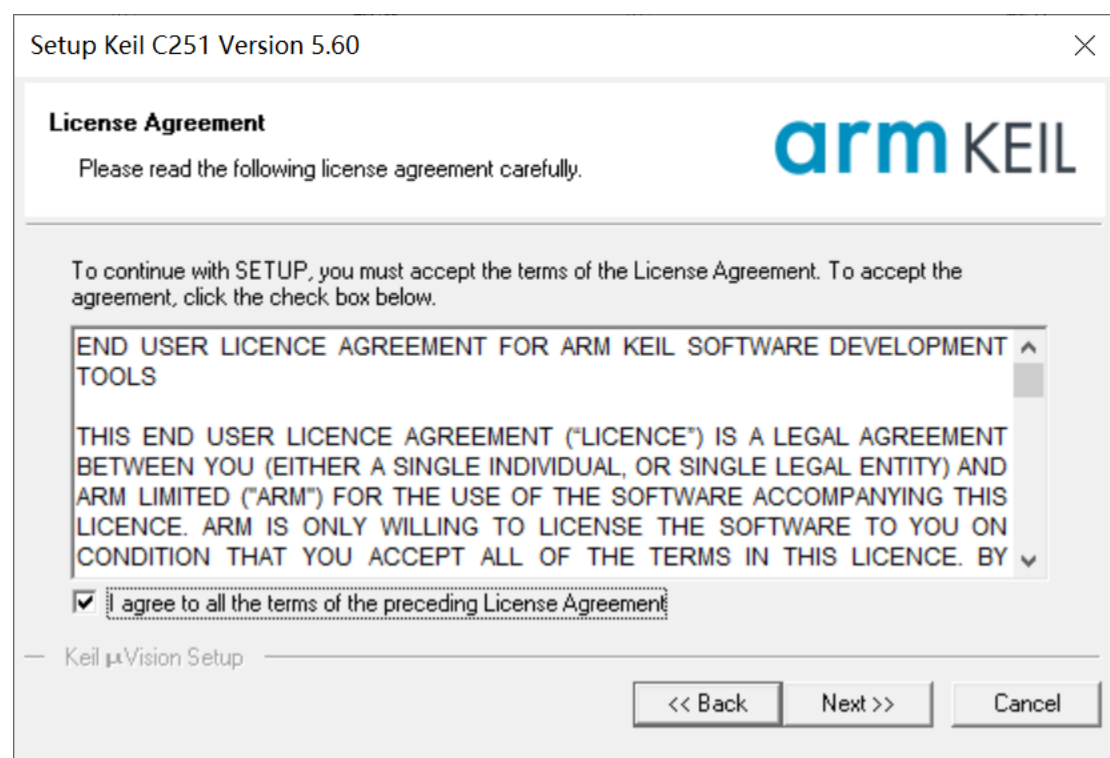 Setup Keil C251 Version 5.60
License Agreement
Please read the following license agreement carefully.
arm KEIL
To continue with SETUP, you must accept the terms of the License Agreement. To accept the
agreement, click the check box below.
END USER LICENCE AGREEMENT FOR ARM KEIL SOFTWARE DEVELOPMENT
TOOLS
THIS END USER LICENCE AGREEMENT (“LICENCE”) IS A LEGAL AGREEMENT
BETWEEN YOU (EITHER A SINGLE INDIVIDUAL, OR SINGLE LEGAL ENTITY) AND
ARM LIMITED ("ARM") FOR THE USE OF THE SOFTWARE ACCOMPANYING THIS
LICENCE. ARM IS ONLY WILLING TO LICENSE THE SOFTWARE TO YOU ON
CONDITION THAT YOU ACCEPT ALL OF THE TERMS IN THIS LICENCE. BY
I agree to all the terms of the preceding License Agreement
Keil µVision Setup
<< Back
Next >>
Cancel